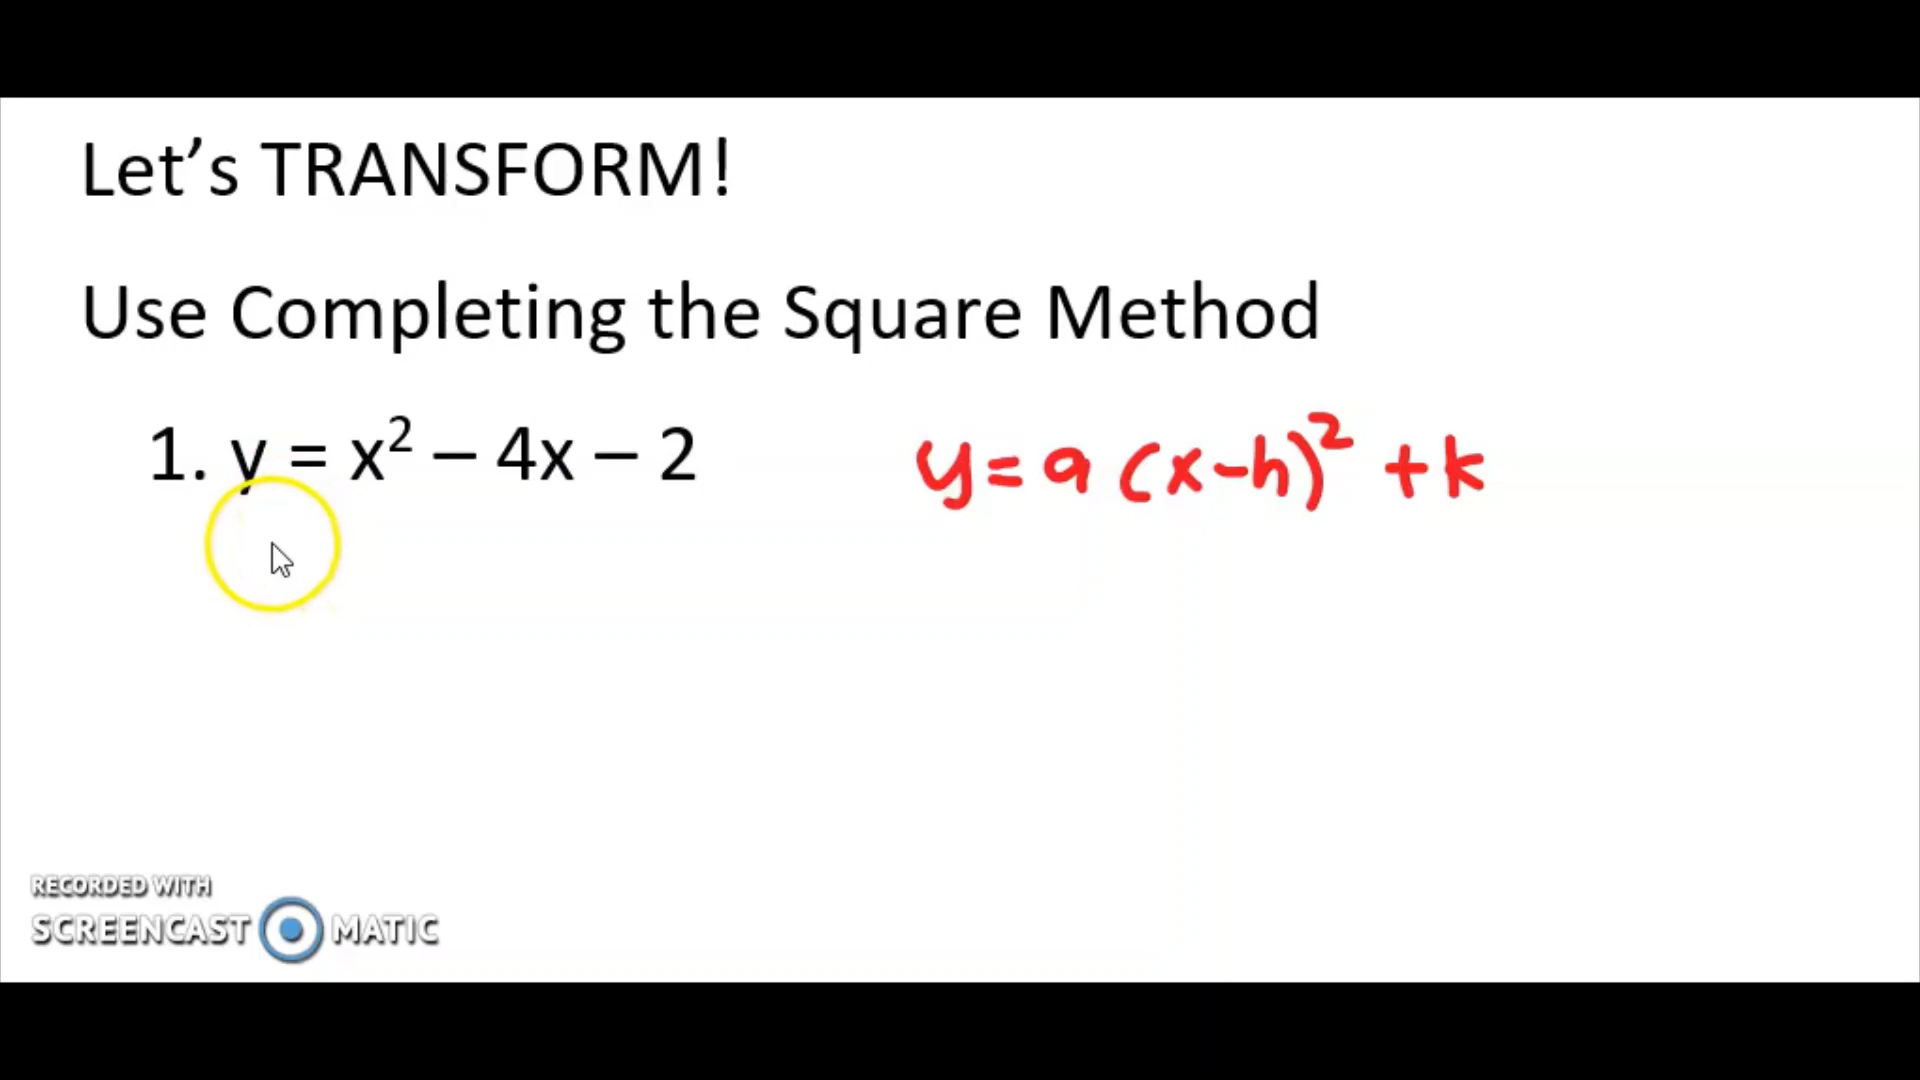 Let’s TRANSFORM!
Use Completing the Square Method
1. y = x² – 4x – 2
y = a (x-h)² + k
RECORDED WITH
SCREENCAST MATIC